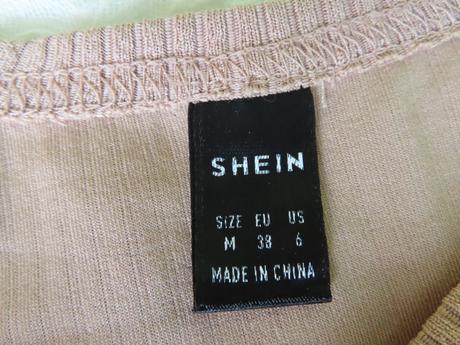 SHEIN
SIZE EU US
M 38 6
MADE IN CHINA